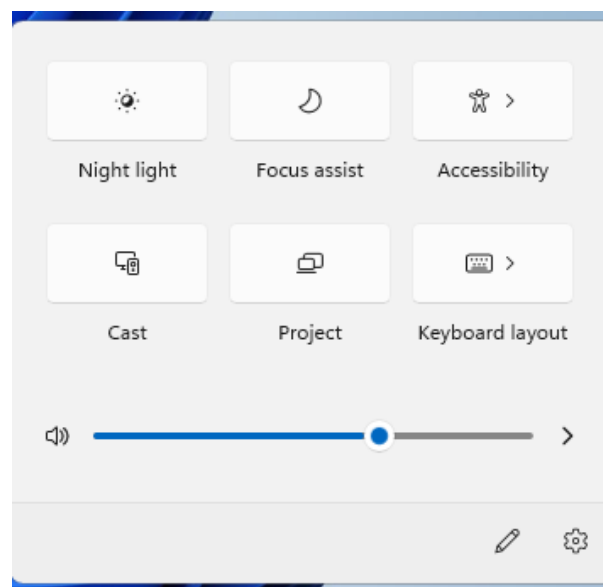 Night light
Focus assist
Accessibility
Cast
Project
Keyboard layout